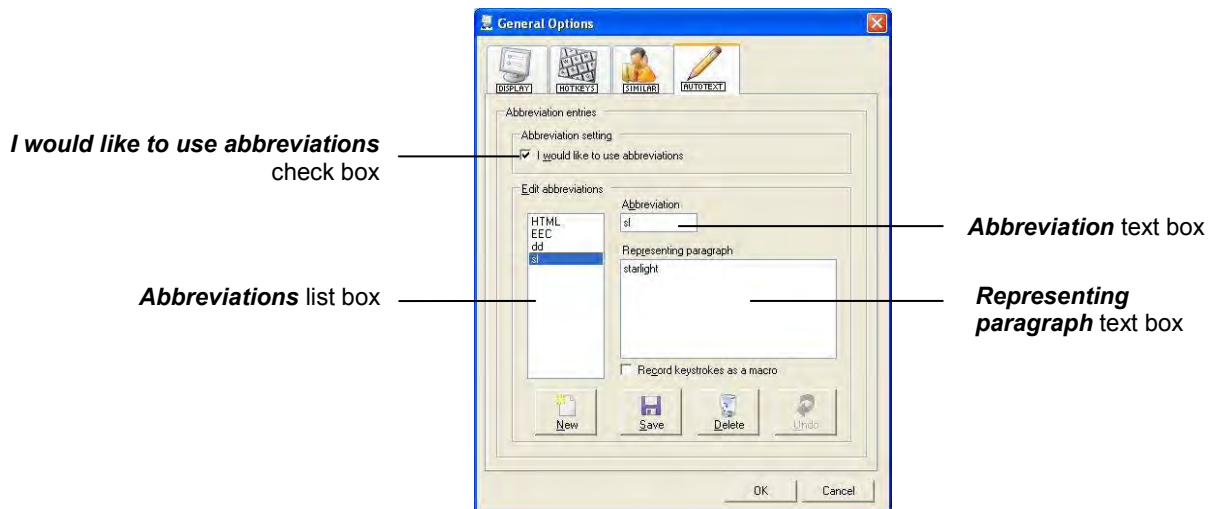 General Options
DISPLAY
HOTKEYS
SIMILAR
AUTOTEXT
Abbreviation entries
Abbreviation setting
I would like to use abbreviations
I would like to use abbreviations
check box
Edit abbreviations
Abbreviation
HTML
EEC
dd
sl
sl
Abbreviation text box
Representing paragraph
starlight
Abbreviations list box
Representing
paragraph text box
Record keystrokes as a macro
New
Save
Delete
Undo
OK
Cancel